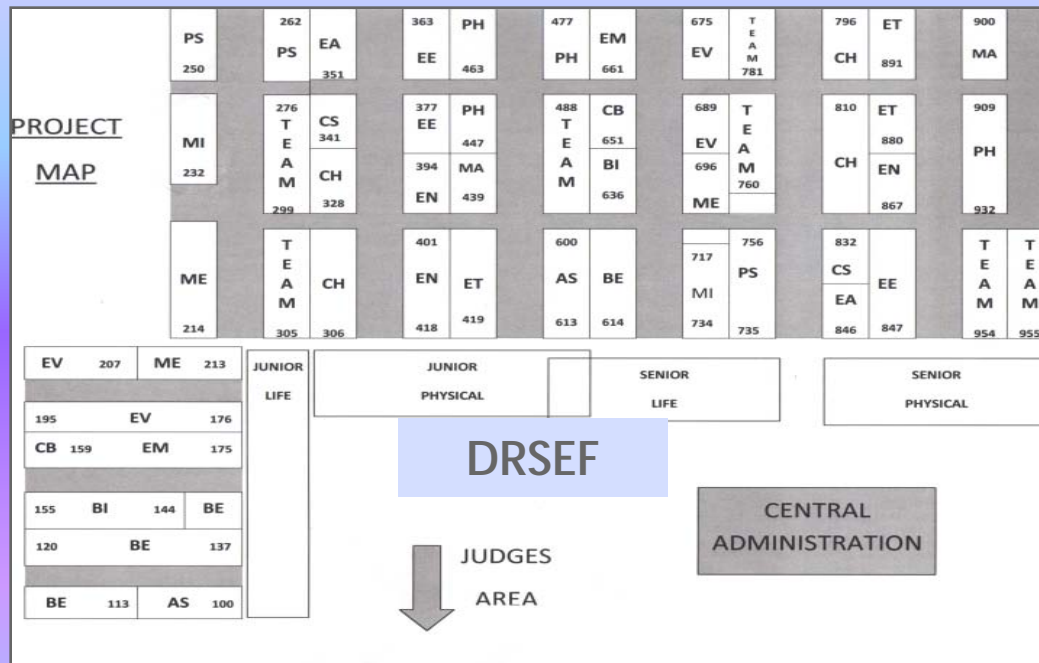 PROJECT
MAP
PS
250
262
PS
EA
351
363
EE
PH
463
477
PH
EM
661
675
EV
TEAM
781
796
CH
ET
891
900
MA
MI
232
276
TEAM
299
CS
341
CH
328
377
EE
394
EN
PH
447
MA
439
488
TEAM
CB
651
BI
636
689
EV
696
ME
TEAM
760
810
CH
ET
880
EN
867
909
PH
932
ME
214
TEAM
305
CH
306
401
EN
418
ET
419
600
AS
613
BE
614
717
MI
734
756
PS
735
832
CS
EA
846
EE
847
TEAM
954
TEAM
955
EV 207 ME 213
195 EV 176
CB 159 EM 175
155 BI 144 BE
120 BE 137
BE 113 AS 100
JUNIOR
LIFE
JUNIOR
PHYSICAL
SENIOR
LIFE
SENIOR
PHYSICAL
DRSEF
CENTRAL
ADMINISTRATION
JUDGES
AREA